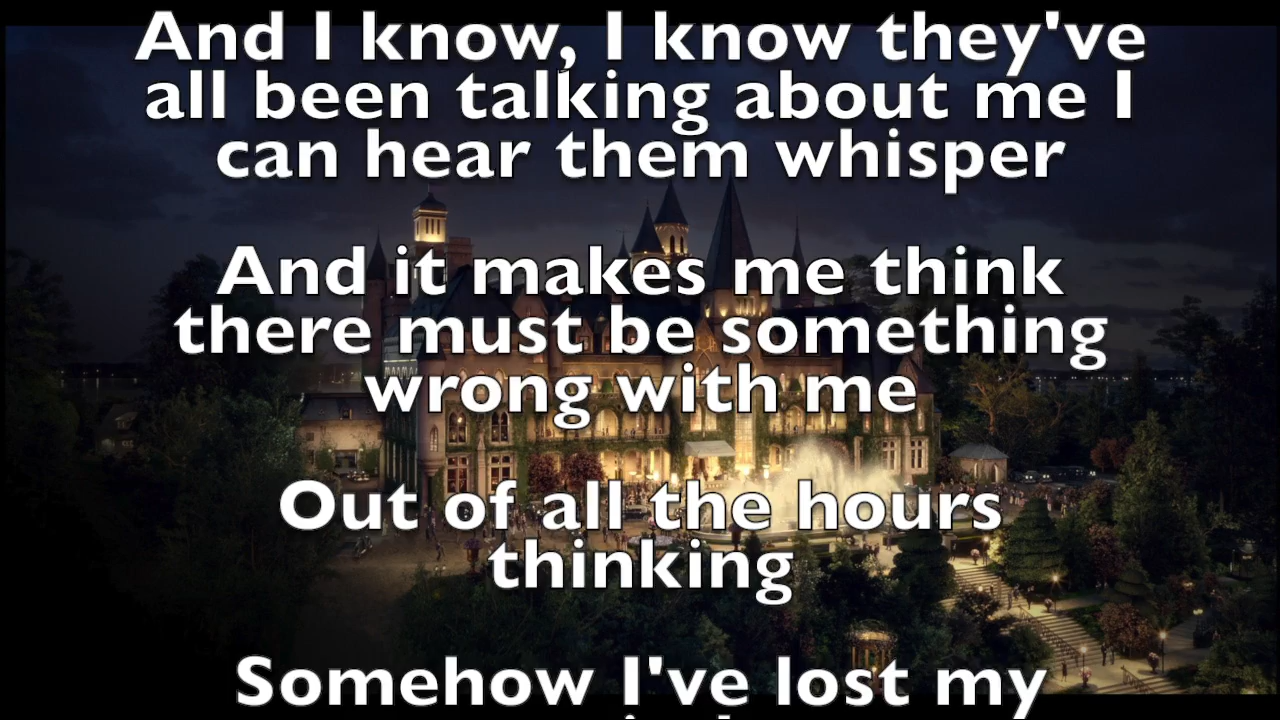 And I know, I know they've
all been talking about me I
can hear them whisper
And it makes me think
there must be something
wrong with me
Out of all the hours
thinking
Somehow I've lost my